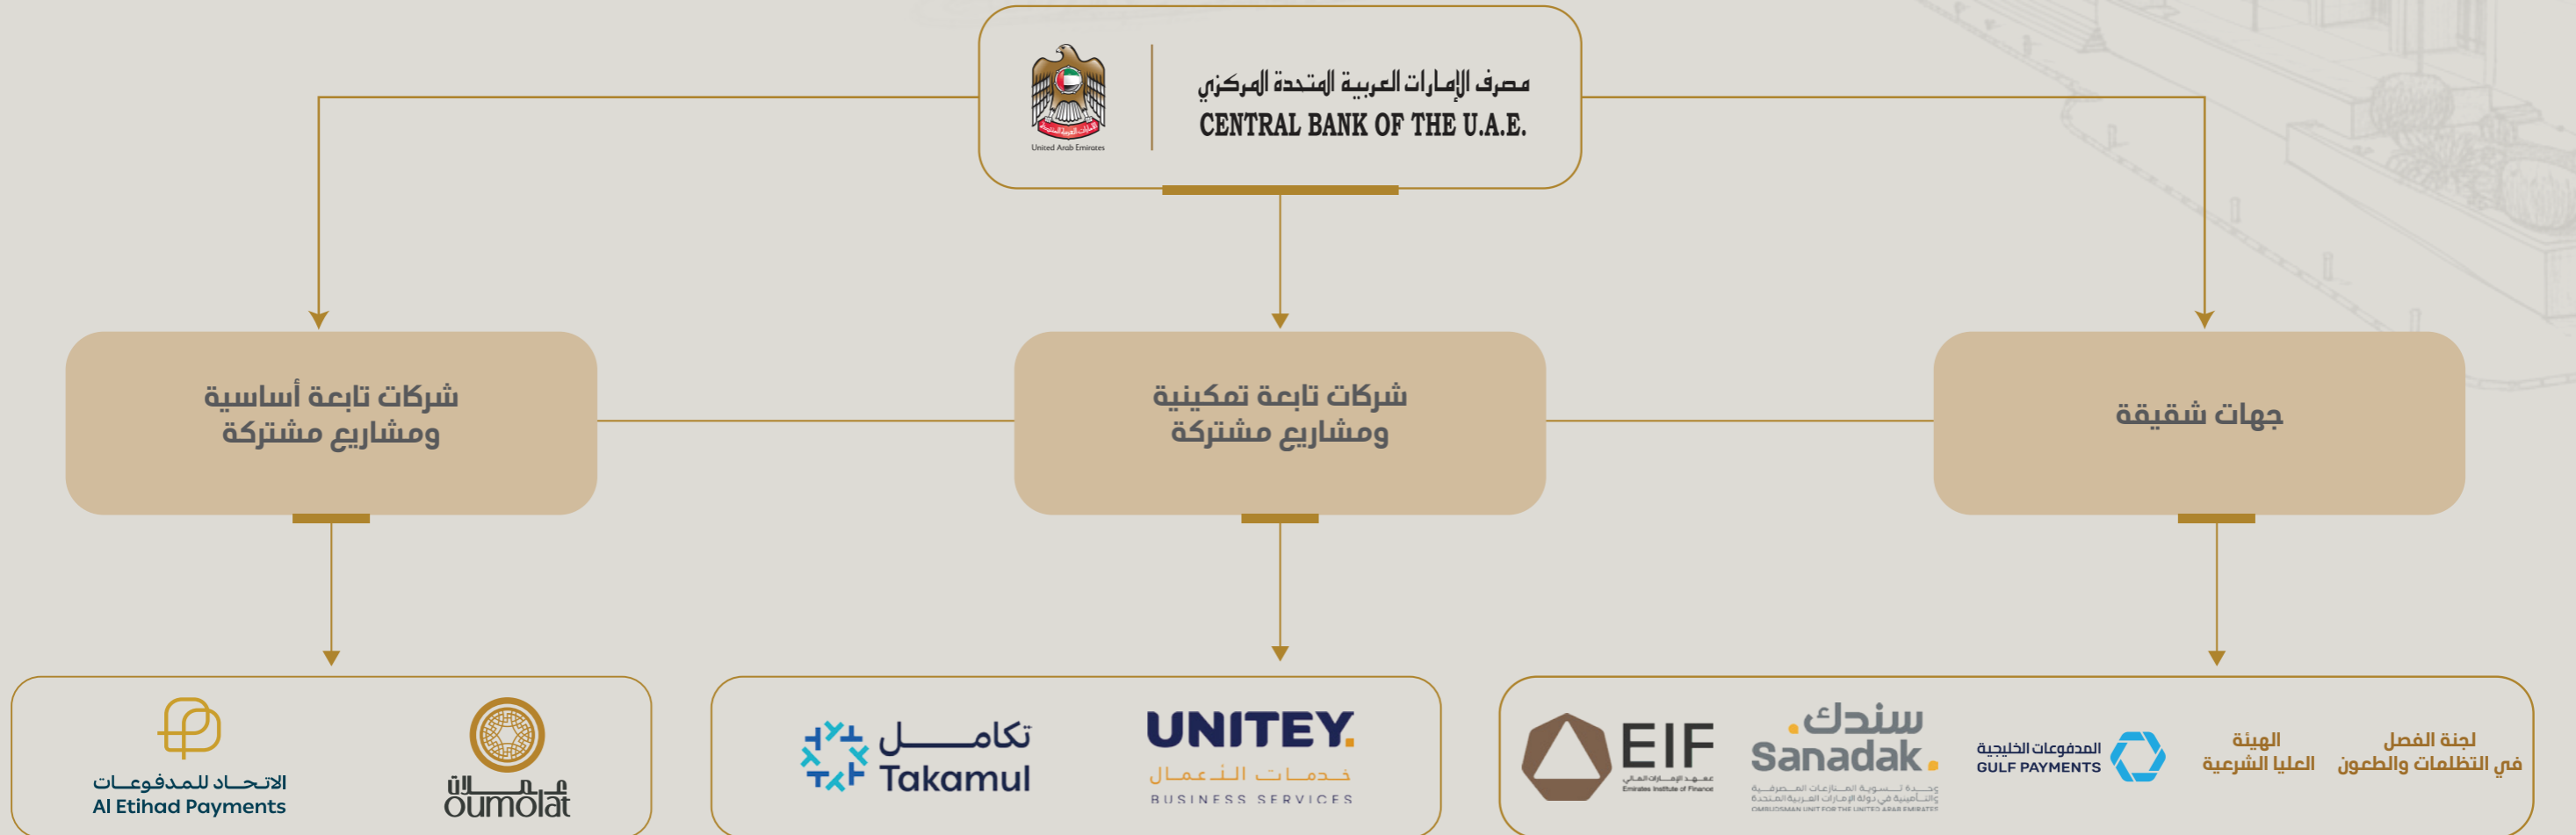 مصرف الإمارات العربية المتحدة المركزي
CENTRAL BANK OF THE U.A.E.
United Arab Emirates
جهات شقيقة
شركات تابعة تمكينية
ومشاريع مشتركة
شركات تابعة أساسية
ومشاريع مشتركة
لجنة الفصل
في التظلمات والطعون
الهيئة
العليا الشرعية
المدفوعات الخليجية
GULF PAYMENTS
سندك.
Sanadak.
وحدة تسوية المنازعات المصرفية
والتأمينية في دولة الإمارات العربية المتحدة
OMBUDSMAN UNIT FOR THE UNITED ARAB EMIRATES
EIF
معهد الإمارات المالي
Emirates Institute of Finance
UNITEY.
خدمات الأعمال
BUSINESS SERVICES
تكامل
Takamul
عملات
oumolat
الاتحاد للمدفوعات
Al Etihad Payments